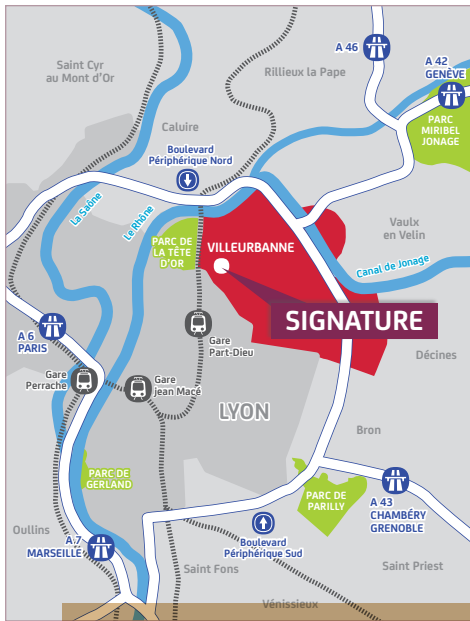 A 46
A 42
GENÈVE
Saint Cyr
au Mont d'Or
Rillieux la Pape
PARC
MIRIBEL
JONAGE
Caluire
Boulevard
Périphérique Nord
La Saône
Le Rhône
Vaulx
en Velin
PARC DE
LA TÊTE
D'OR
VILLEURBANNE
Canal de Jonage
SIGNATURE
A 6
PARIS
Gare
Part-Dieu
Décines
Gare
Perrache
Gare
jean Macé
LYON
Bron
PARC DE
GERLAND
PARC DE
PARILLY
A 43
CHAMBÉRY
GRENOBLE
Oullins
A 7
MARSEILLE
Boulevard
Périphérique Sud
Saint Fons
Saint Priest
Vénissieux